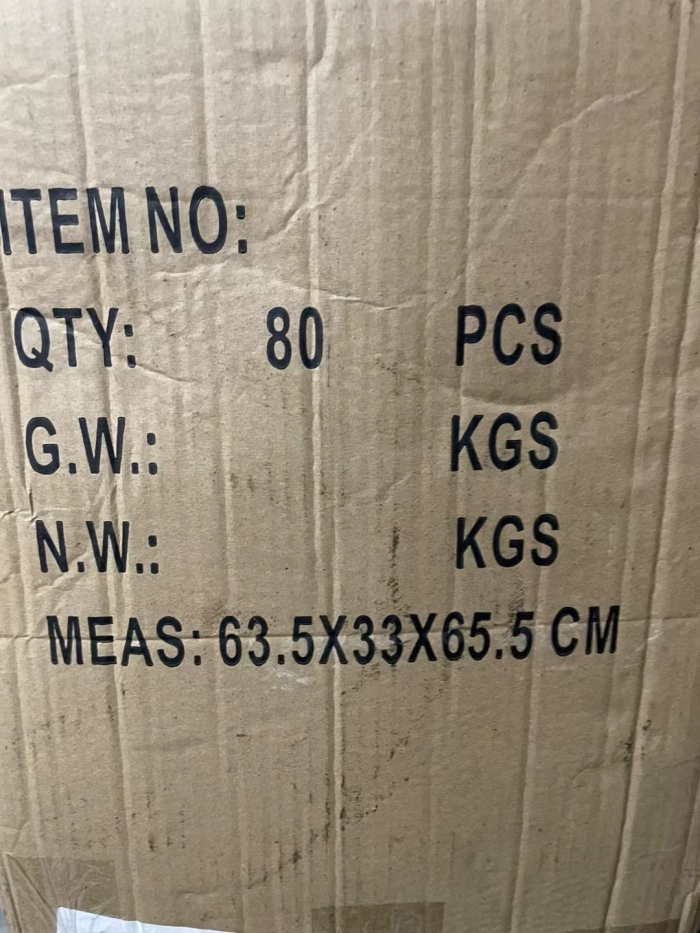 ITEM NO:
QTY: 80 PCS
G.W.: KGS
N.W.: KGS
MEAS: 63.5X33X65.5 CM